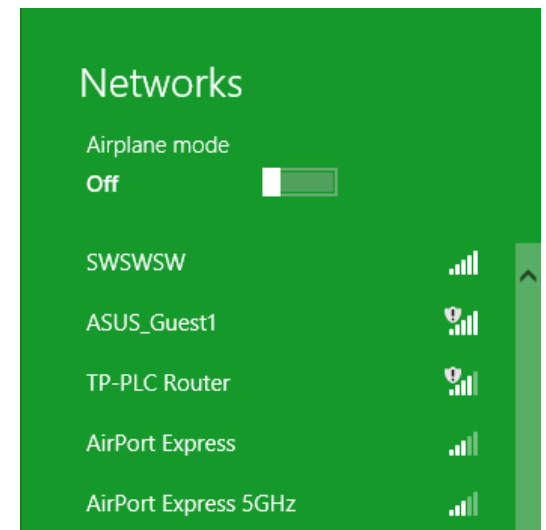 Networks
Airplane mode
Off
SWSWSW
ASUS_Guest1
TP-PLC Router
AirPort Express
AirPort Express 5GHz